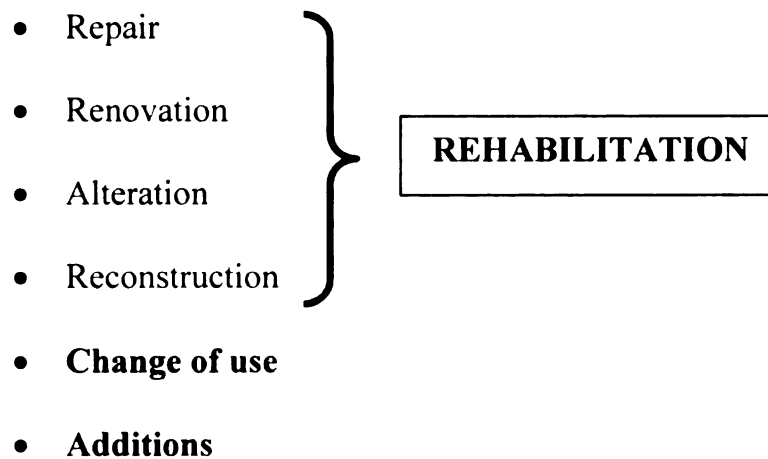 • Repair
• Renovation
REHABILITATION
• Alteration
• Reconstruction
• Change of use
• Additions